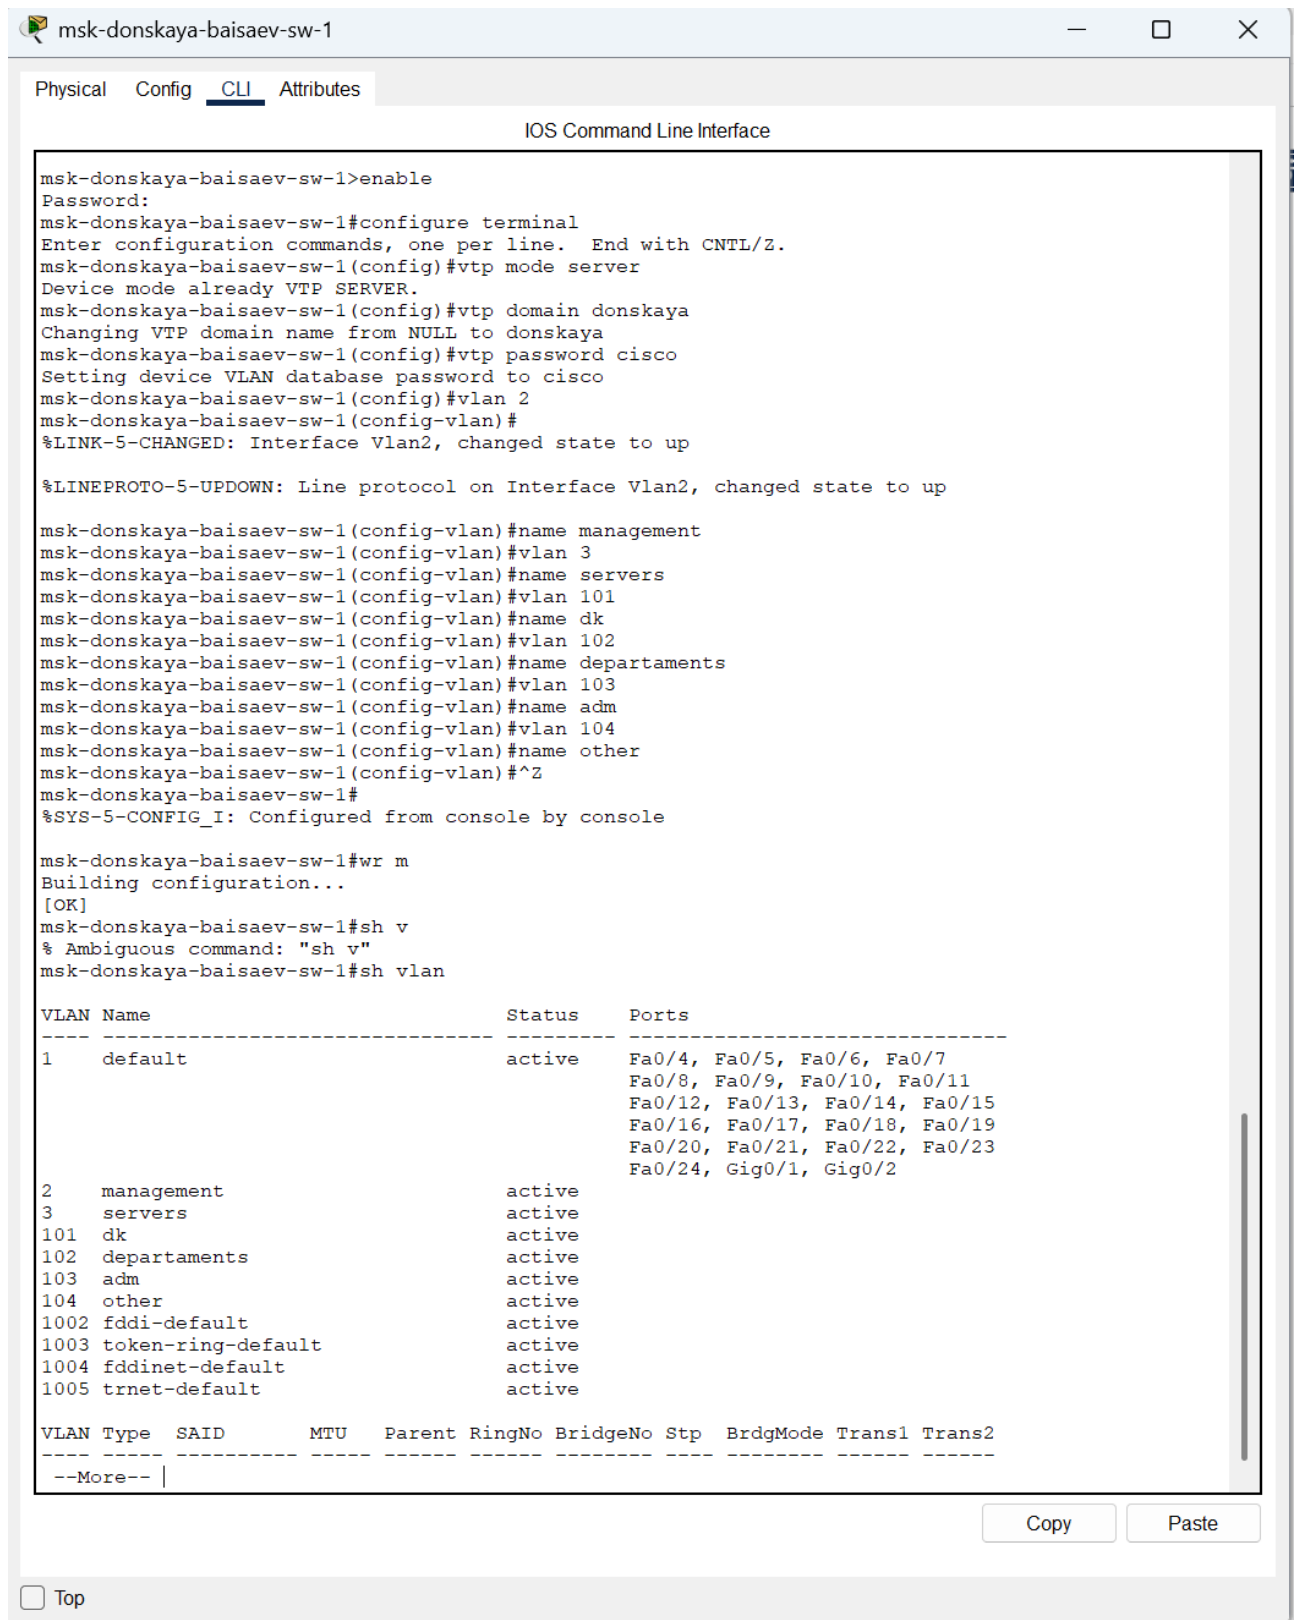 msk-donskaya-baisaev-sw-1
Physical Config CLI Attributes
IOS Command Line Interface
msk-donskaya-baisaev-sw-1>enable
Password:
msk-donskaya-baisaev-sw-1#configure terminal
Enter configuration commands, one per line.  End with CNTL/Z.
msk-donskaya-baisaev-sw-1(config)#vtp mode server
Device mode already VTP SERVER.
msk-donskaya-baisaev-sw-1(config)#vtp domain donskaya
Changing VTP domain name from NULL to donskaya
msk-donskaya-baisaev-sw-1(config)#vtp password cisco
Setting device VLAN database password to cisco
msk-donskaya-baisaev-sw-1(config)#vlan 2
msk-donskaya-baisaev-sw-1(config-vlan)#
%LINK-5-CHANGED: Interface Vlan2, changed state to up
%LINEPROTO-5-UPDOWN: Line protocol on Interface Vlan2, changed state to up
msk-donskaya-baisaev-sw-1(config-vlan)#name management
msk-donskaya-baisaev-sw-1(config-vlan)#vlan 3
msk-donskaya-baisaev-sw-1(config-vlan)#name servers
msk-donskaya-baisaev-sw-1(config-vlan)#vlan 101
msk-donskaya-baisaev-sw-1(config-vlan)#name dk
msk-donskaya-baisaev-sw-1(config-vlan)#vlan 102
msk-donskaya-baisaev-sw-1(config-vlan)#name departaments
msk-donskaya-baisaev-sw-1(config-vlan)#vlan 103
msk-donskaya-baisaev-sw-1(config-vlan)#name adm
msk-donskaya-baisaev-sw-1(config-vlan)#vlan 104
msk-donskaya-baisaev-sw-1(config-vlan)#name other
msk-donskaya-baisaev-sw-1(config-vlan)#^Z
msk-donskaya-baisaev-sw-1#
%SYS-5-CONFIG_I: Configured from console by console
msk-donskaya-baisaev-sw-1#wr m
Building configuration...
[OK]
msk-donskaya-baisaev-sw-1#sh v
% Ambiguous command: "sh v"
msk-donskaya-baisaev-sw-1#sh vlan
VLAN Name                             Status    Ports
---- -------------------------------- --------- -------------------------------
1    default                          active    Fa0/4, Fa0/5, Fa0/6, Fa0/7
                                                Fa0/8, Fa0/9, Fa0/10, Fa0/11
                                                Fa0/12, Fa0/13, Fa0/14, Fa0/15
                                                Fa0/16, Fa0/17, Fa0/18, Fa0/19
                                                Fa0/20, Fa0/21, Fa0/22, Fa0/23
                                                Fa0/24, Gig0/1, Gig0/2
2    management                       active
3    servers                          active
101  dk                               active
102  departaments                     active
103  adm                              active
104  other                            active
1002 fddi-default                     active
1003 token-ring-default               active
1004 fddinet-default                  active
1005 trnet-default                    active
VLAN Type  SAID       MTU   Parent RingNo BridgeNo Stp  BrdgMode Trans1 Trans2
---- ----- ---------- ----- ------ ------ -------- ---- -------- ------ ------
 --More--
Copy Paste
Top